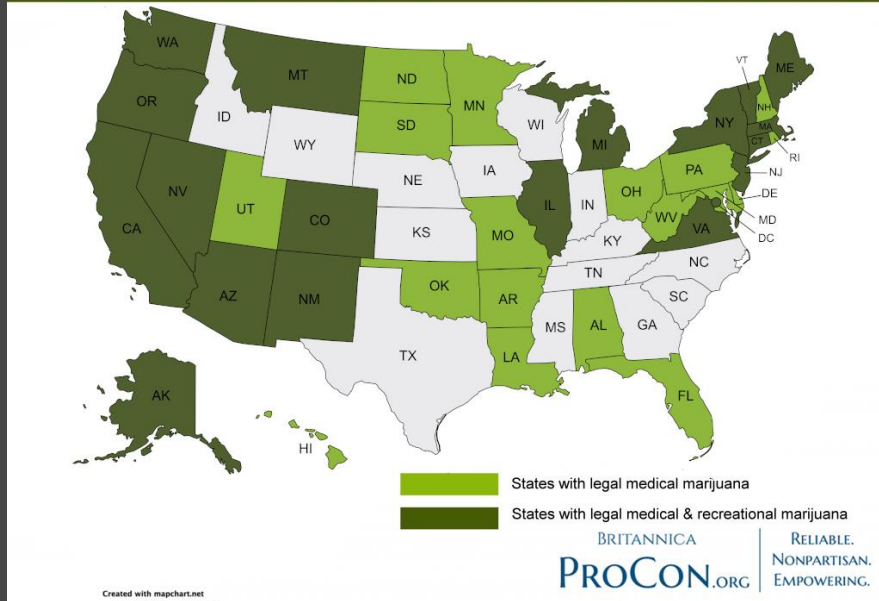 WA
MT
ND
MN
VT
ME
OR
ID
SD
WI
MI
NY
NH
MA
CT
RI
WY
NV
UT
CO
NE
IA
IL
IN
OH
PA
NJ
DE
MD
DC
WV
VA
CA
KS
MO
KY
NC
TN
AZ
NM
OK
AR
SC
MS
AL
GA
TX
LA
FL
AK
HI
States with legal medical marijuana
States with legal medical & recreational marijuana
BRITANNICA
PROCON.ORG
RELIABLE.
NONPARTISAN.
EMPOWERING.
Created with mapchart.net